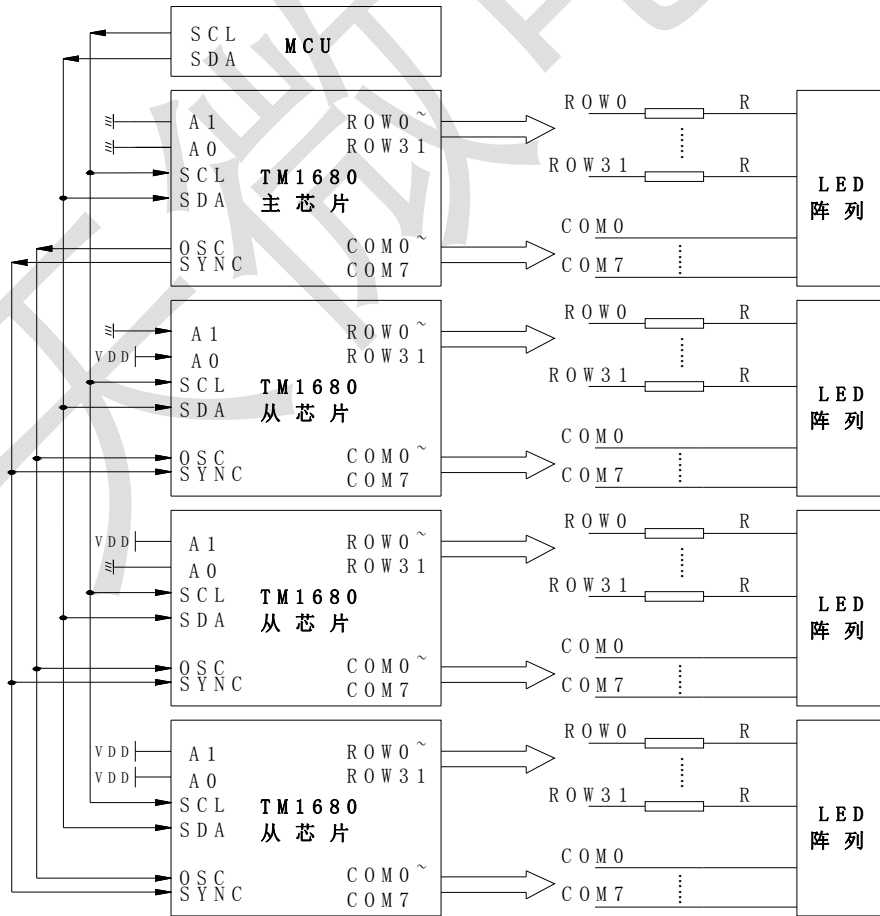 SCL
SDA
MCU
A1
A0
SCL
SDA
OSC
SYNC
TM1680
主芯片
ROW0~
ROW31
COM0~
COM7
ROW0
R
ROW31
R
COM0
COM7
LED
阵列
A1
VDD
A0
SCL
SDA
OSC
SYNC
TM1680
从芯片
ROW0~
ROW31
COM0~
COM7
ROW0
R
ROW31
R
COM0
COM7
LED
阵列
VDD
A1
A0
SCL
SDA
OSC
SYNC
TM1680
从芯片
ROW0~
ROW31
COM0~
COM7
ROW0
R
ROW31
R
COM0
COM7
LED
阵列
VDD
A1
VDD
A0
SCL
SDA
OSC
SYNC
TM1680
从芯片
ROW0~
ROW31
COM0~
COM7
ROW0
R
ROW31
R
COM0
COM7
LED
阵列